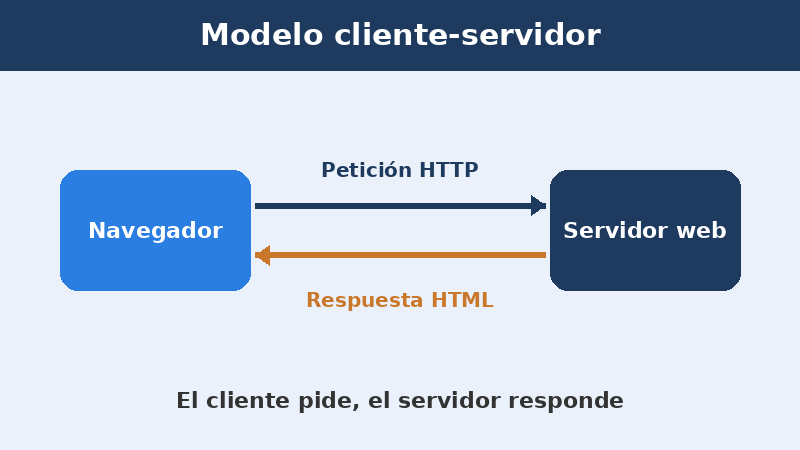 Modelo cliente-servidor
Petición HTTP
Navegador
Servidor web
Respuesta HTML
El cliente pide, el servidor responde